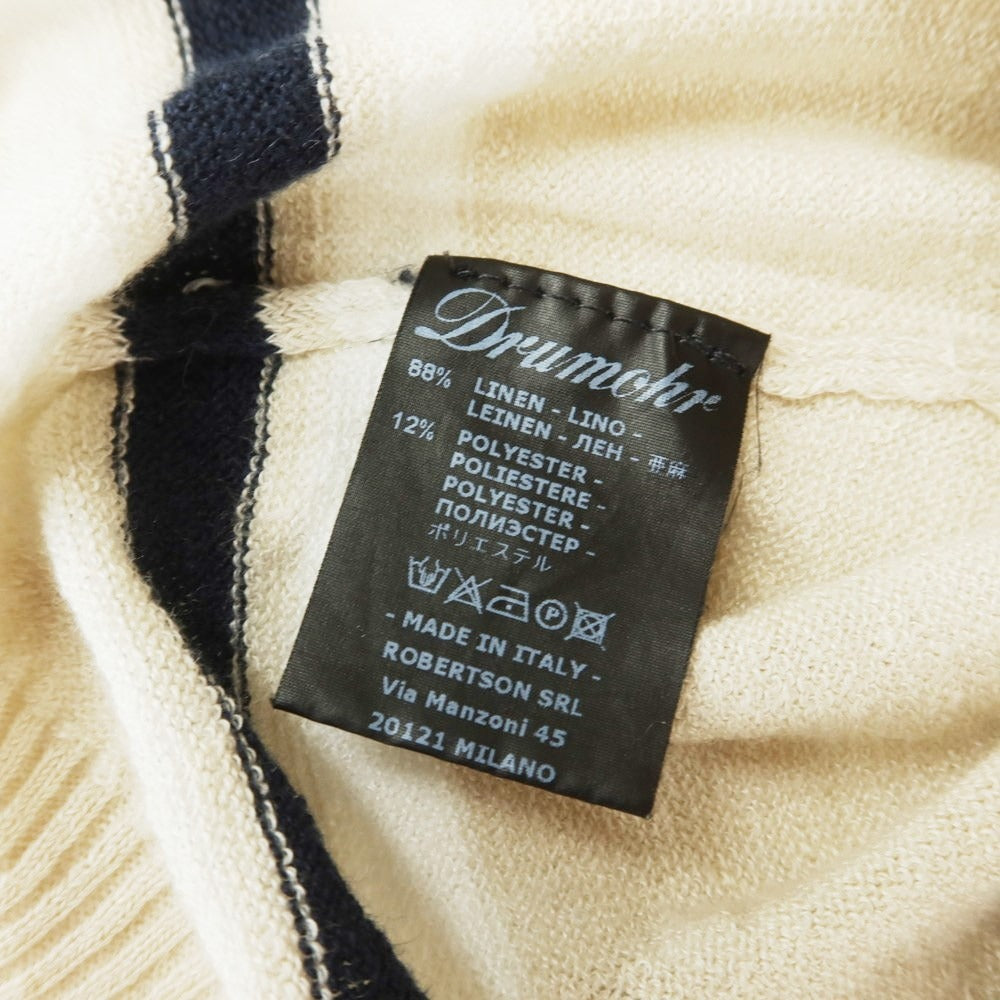 Drumohr
88% LINEN - LINO -
LEINEN - ЛЕН - 亜麻
12% POLYESTER -
POLIESTERE -
POLYESTER -
ПОЛИЭСТЕР -
ポリエステル
P
- MADE IN ITALY -
ROBERTSON SRL
Via Manzoni 45
20121 MILANO